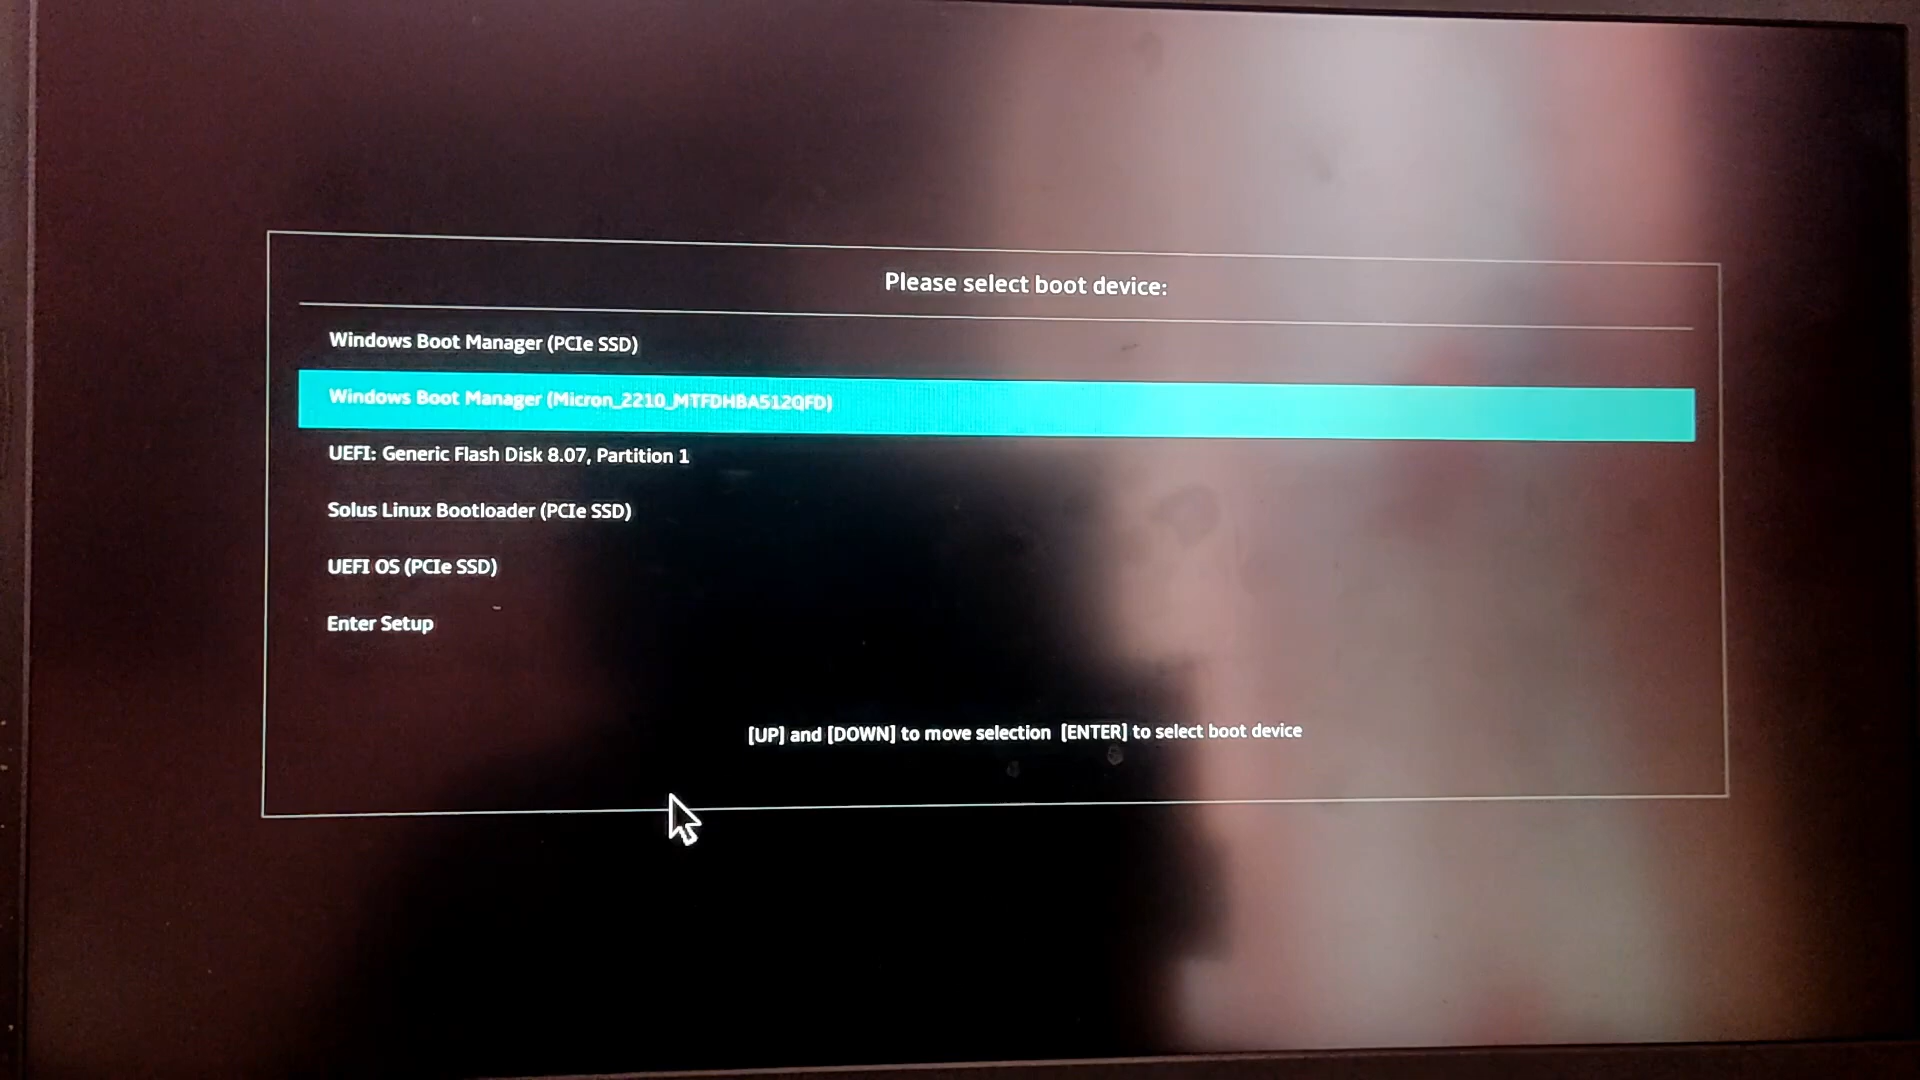 Please select boot device:
Windows Boot Manager (PCIe SSD)
Windows Boot Manager (Micron_2210_MTFDHBA512QFD)
UEFI: Generic Flash Disk 8.07, Partition 1
Solus Linux Bootloader (PCIe SSD)
UEFI OS (PCIe SSD)
Enter Setup
[UP] and [DOWN] to move selection [ENTER] to select boot device